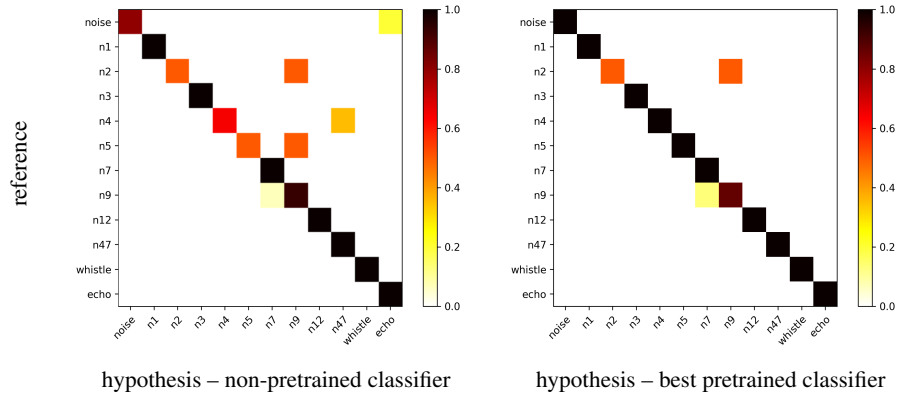 reference
noise
n1
n2
n3
n4
n5
n7
n9
n12
n47
whistle
echo
noise n1 n2 n3 n4 n5 n7 n9 n12 n47 whistle echo
1.0
0.8
0.6
0.4
0.2
0.0
hypothesis – non-pretrained classifier
noise
n1
n2
n3
n4
n5
n7
n9
n12
n47
whistle
echo
noise n1 n2 n3 n4 n5 n7 n9 n12 n47 whistle echo
1.0
0.8
0.6
0.4
0.2
0.0
hypothesis – best pretrained classifier